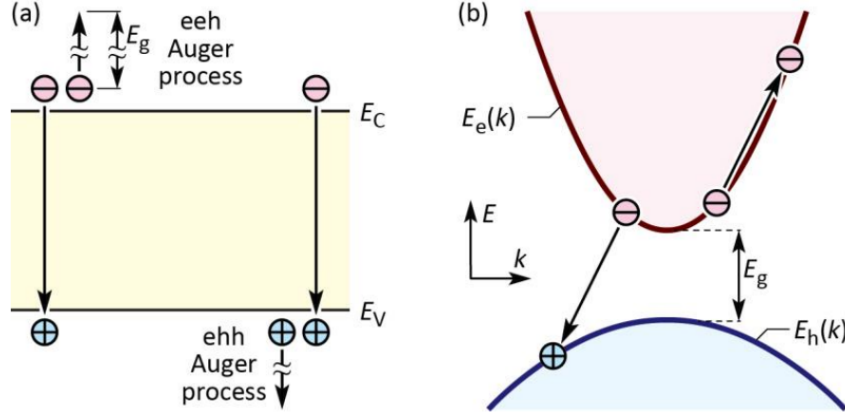 (a)
E_g
eeh
Auger
process
E_C
E_V
ehh
Auger
process
(b)
E_e(k)
E
k
E_g
E_h(k)